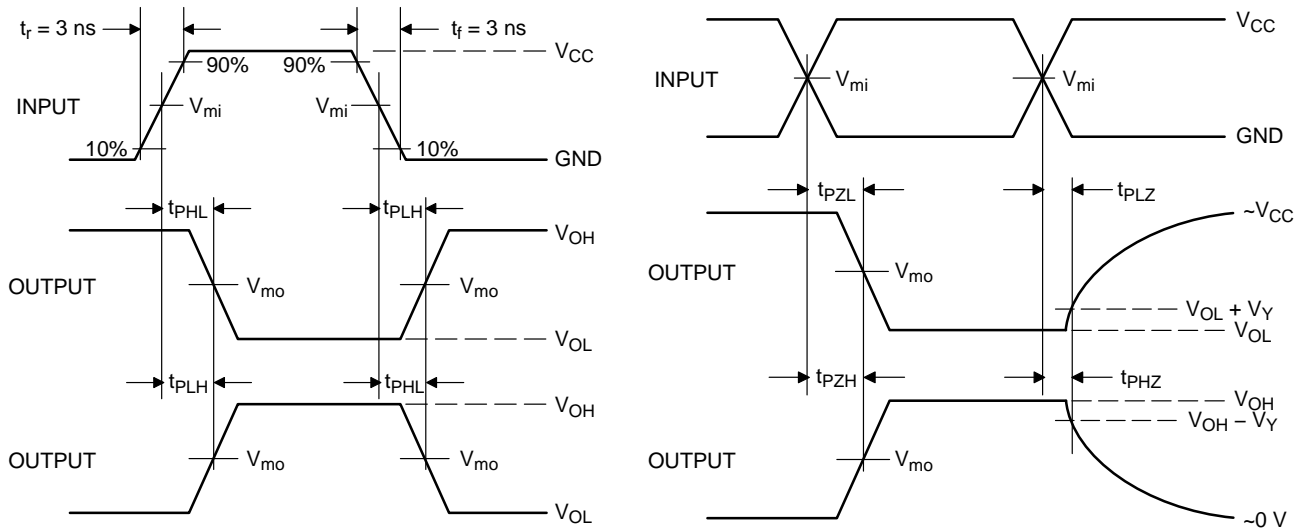 tr = 3 ns
tf = 3 ns
VCC
90%
90%
INPUT
Vmi
Vmi
10%
10%
GND
tPHL
tPLH
VOH
OUTPUT
Vmo
Vmo
VOL
tPLH
tPHL
VOH
OUTPUT
Vmo
Vmo
VOL
VCC
INPUT
Vmi
Vmi
GND
tPZL
tPLZ
~VCC
OUTPUT
Vmo
VOL + VY
VOL
tPZH
tPHZ
VOH
VOH – VY
OUTPUT
Vmo
~0 V